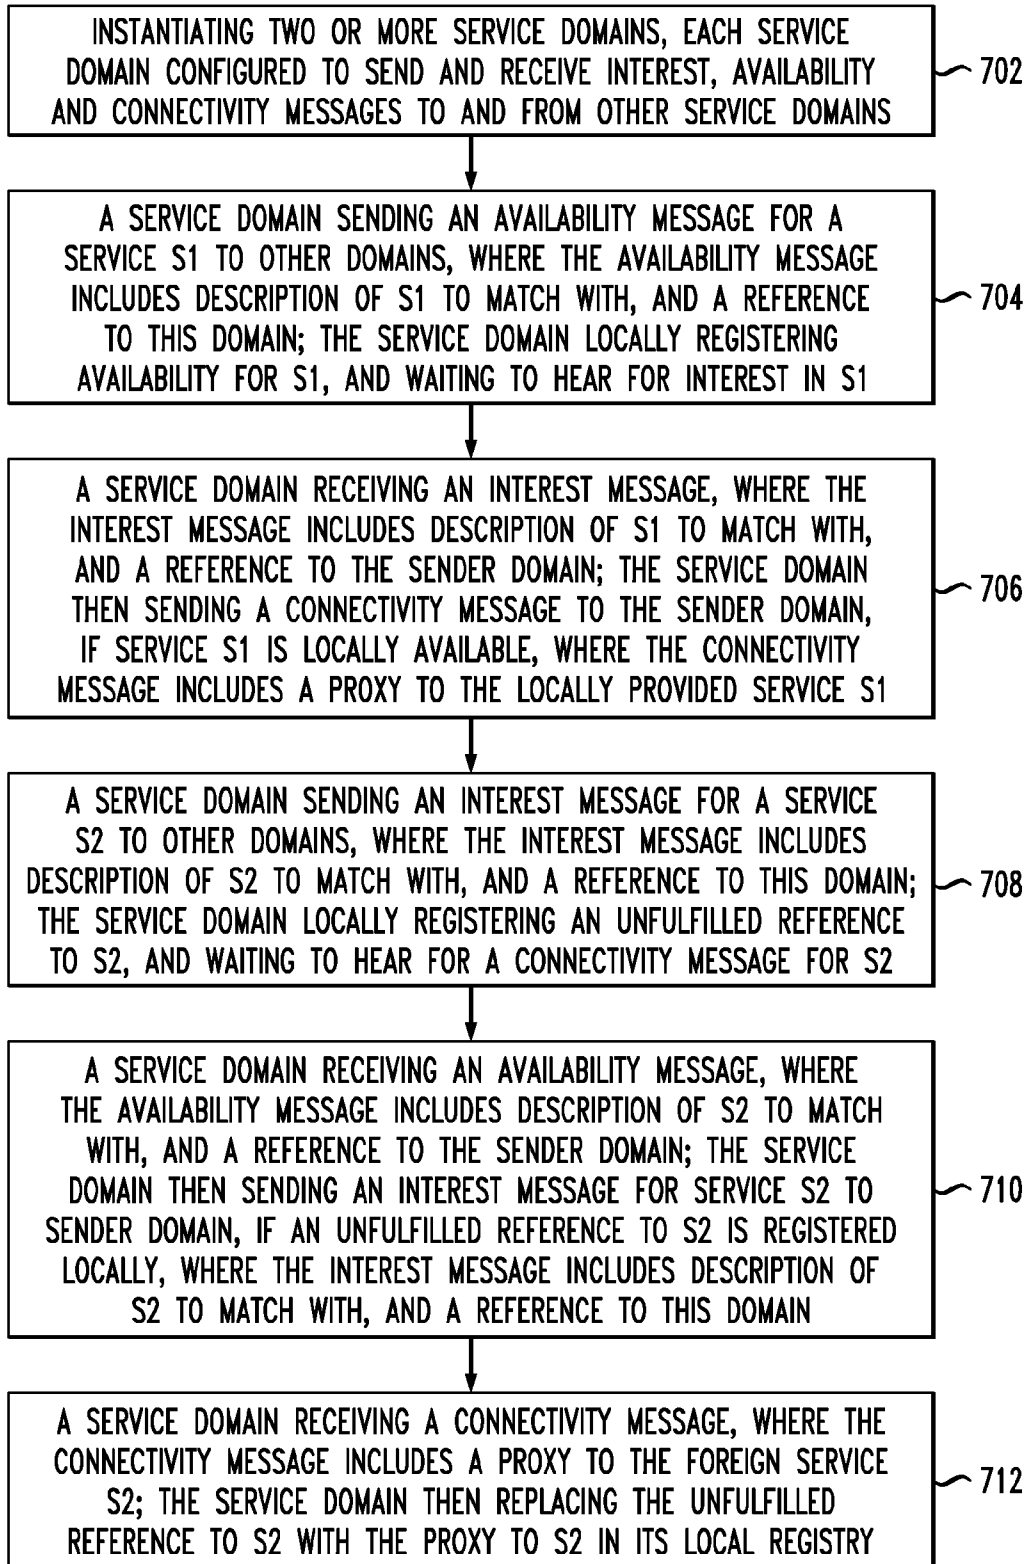 INSTANTIATING TWO OR MORE SERVICE DOMAINS, EACH SERVICE
DOMAIN CONFIGURED TO SEND AND RECEIVE INTEREST, AVAILABILITY
AND CONNECTIVITY MESSAGES TO AND FROM OTHER SERVICE DOMAINS
702
A SERVICE DOMAIN SENDING AN AVAILABILITY MESSAGE FOR A
SERVICE S1 TO OTHER DOMAINS, WHERE THE AVAILABILITY MESSAGE
INCLUDES DESCRIPTION OF S1 TO MATCH WITH, AND A REFERENCE
TO THIS DOMAIN; THE SERVICE DOMAIN LOCALLY REGISTERING
AVAILABILITY FOR S1, AND WAITING TO HEAR FOR INTEREST IN S1
704
A SERVICE DOMAIN RECEIVING AN INTEREST MESSAGE, WHERE THE
INTEREST MESSAGE INCLUDES DESCRIPTION OF S1 TO MATCH WITH,
AND A REFERENCE TO THE SENDER DOMAIN; THE SERVICE DOMAIN
THEN SENDING A CONNECTIVITY MESSAGE TO THE SENDER DOMAIN,
IF SERVICE S1 IS LOCALLY AVAILABLE, WHERE THE CONNECTIVITY
MESSAGE INCLUDES A PROXY TO THE LOCALLY PROVIDED SERVICE S1
706
A SERVICE DOMAIN SENDING AN INTEREST MESSAGE FOR A SERVICE
S2 TO OTHER DOMAINS, WHERE THE INTEREST MESSAGE INCLUDES
DESCRIPTION OF S2 TO MATCH WITH, AND A REFERENCE TO THIS DOMAIN;
THE SERVICE DOMAIN LOCALLY REGISTERING AN UNFULFILLED REFERENCE
TO S2, AND WAITING TO HEAR FOR A CONNECTIVITY MESSAGE FOR S2
708
A SERVICE DOMAIN RECEIVING AN AVAILABILITY MESSAGE, WHERE
THE AVAILABILITY MESSAGE INCLUDES DESCRIPTION OF S2 TO MATCH
WITH, AND A REFERENCE TO THE SENDER DOMAIN; THE SERVICE
DOMAIN THEN SENDING AN INTEREST MESSAGE FOR SERVICE S2 TO
SENDER DOMAIN, IF AN UNFULFILLED REFERENCE TO S2 IS REGISTERED
LOCALLY, WHERE THE INTEREST MESSAGE INCLUDES DESCRIPTION OF
S2 TO MATCH WITH, AND A REFERENCE TO THIS DOMAIN
710
A SERVICE DOMAIN RECEIVING A CONNECTIVITY MESSAGE, WHERE THE
CONNECTIVITY MESSAGE INCLUDES A PROXY TO THE FOREIGN SERVICE
S2; THE SERVICE DOMAIN THEN REPLACING THE UNFULFILLED
REFERENCE TO S2 WITH THE PROXY TO S2 IN ITS LOCAL REGISTRY
712